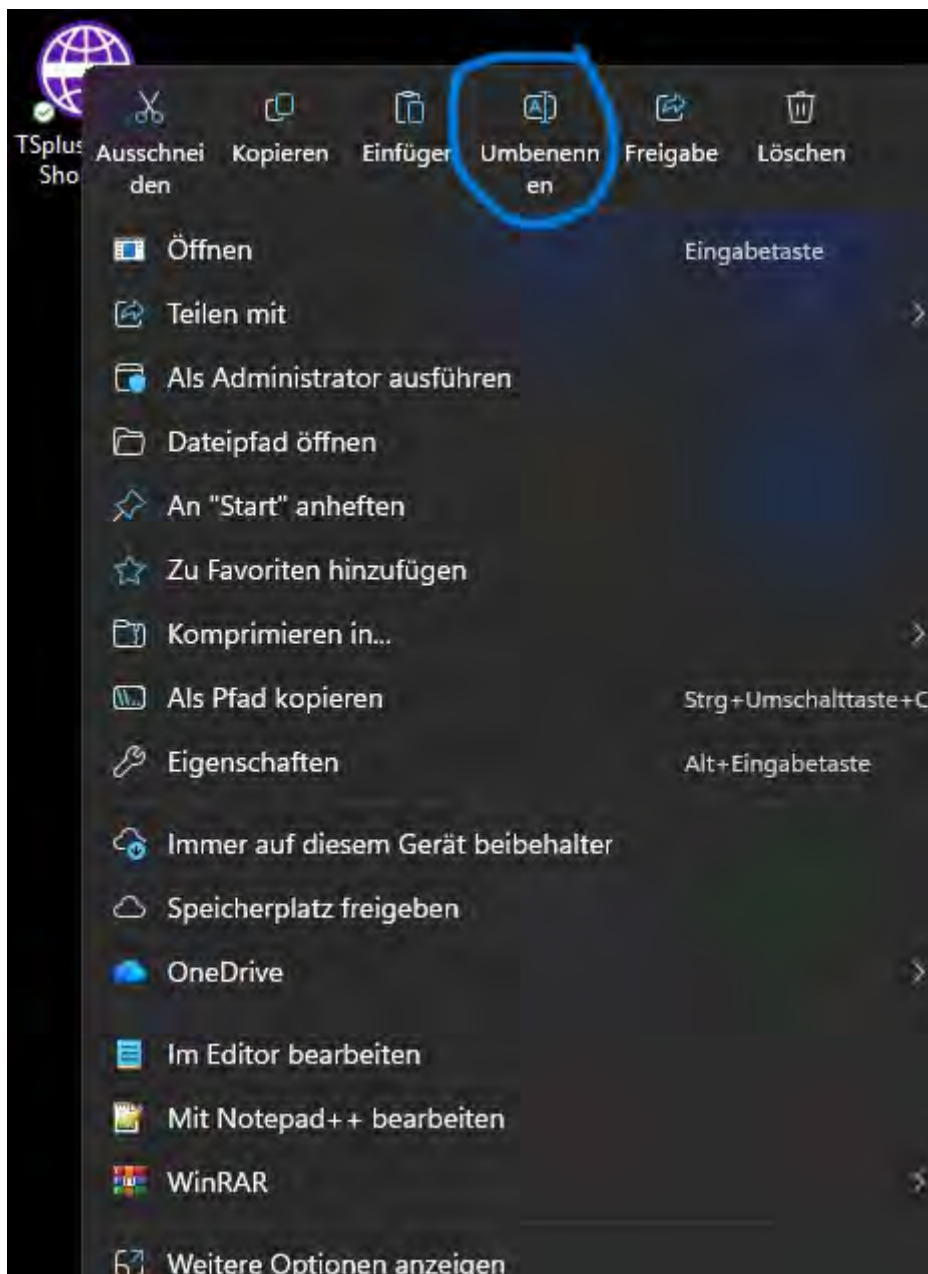 TSplus
Sho
Ausschnei
den
Kopieren
Einfüger
Umbenenn
en
Freigabe
Löschen
Öffnen
Eingabetaste
Teilen mit
Als Administrator ausführen
Dateipfad öffnen
An "Start" anheften
Zu Favoriten hinzufügen
Komprimieren in...
Als Pfad kopieren
Strg+Umschalttaste+C
Eigenschaften
Alt+Eingabetaste
Immer auf diesem Gerät beibehalter
Speicherplatz freigeben
OneDrive
Im Editor bearbeiten
Mit Notepad++ bearbeiten
WinRAR
Weitere Optionen anzeigen